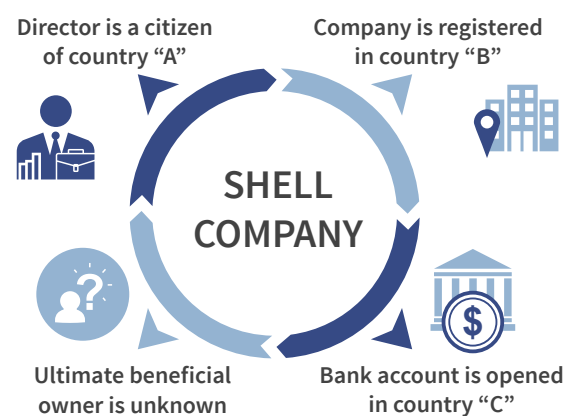 Director is a citizen
of country “A”
Company is registered
in country “B”
SHELL
COMPANY
?
$
Ultimate beneficial
owner is unknown
Bank account is opened
in country “C”